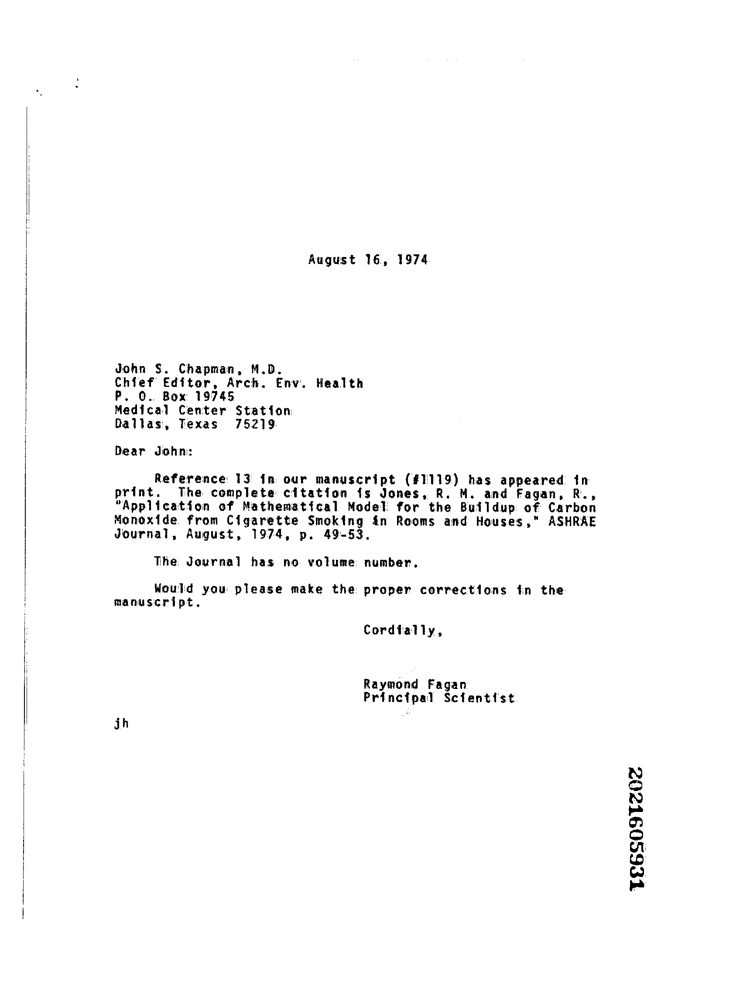 August 16, 1974
John S. Chapman, M.D.
Chief Editor, Arch. Env. Health
P. O. Box 19745
Medical Center Station
Dallas, Texas 75219
Dear John:
Reference 13 in our manuscript (#1119) has appeared in
print. The complete citation is Jones, R. M. and Fagan, R.,
"Application of Mathematical Model for the Buildup of Carbon
Monoxide from Cigarette Smoking in Rooms and Houses," ASHRAE
Journal, August, 1974, p. 49-53.
The Journal has no volume number.
Would you please make the proper corrections in the
manuscript.
Cordially,
Raymond Fagan
Principal Scientist
jh
2021605931